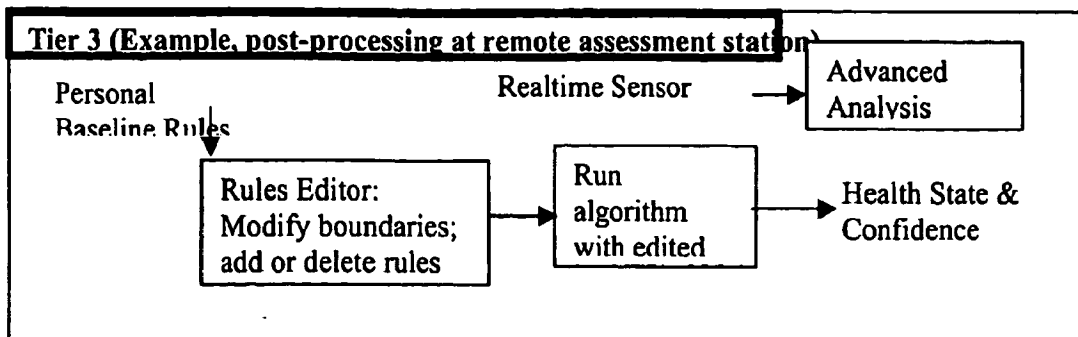 Tier 3 (Example, post-processing at remote assessment station)
Personal
Baseline Rules
Realtime Sensor
Advanced
Analysis
Rules Editor:
Modify boundaries;
add or delete rules
Run
algorithm
with edited
Health State &
Confidence